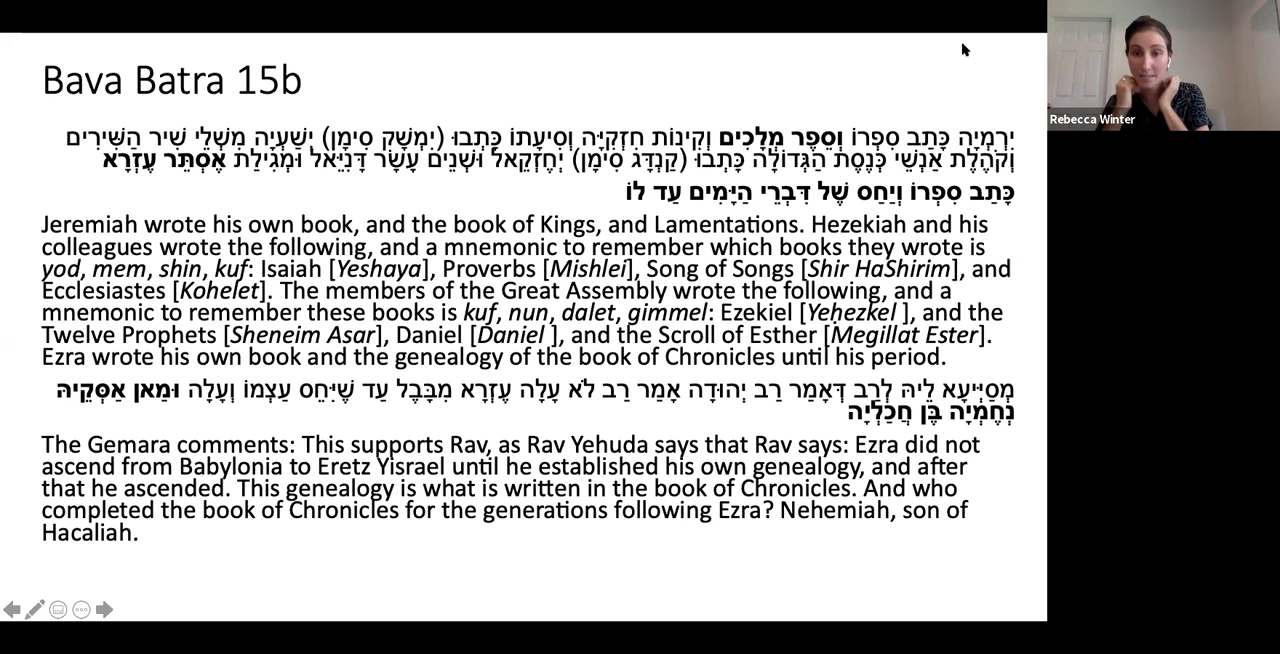 Bava Batra 15b
יִרְמְיָה כָּתַב סִפְרוֹ וְסֵפֶר מְלָכִים וְקִינוֹת חִזְקִיָּה וְסִיעָתוֹ כָּתְבוּ (יִמְשָׁק סִימָן) יְשַׁעְיָה מִשְׁלֵי שִׁיר הַשִּׁירִים
וְקֹהֶלֶת אַנְשֵׁי כְּנֶסֶת הַגְּדוֹלָה כָּתְבוּ (קַנְדָּג סִימָן) יְחֶזְקֵאל וּשְׁנֵים עָשָׂר דָּנִיֵּאל וּמְגִילַּת אֶסְתֵּר עֶזְרָא
כָּתַב סִפְרוֹ וְיַחַס שֶׁל דִּבְרֵי הַיָּמִים עַד לוֹ
Jeremiah wrote his own book, and the book of Kings, and Lamentations. Hezekiah and his
colleagues wrote the following, and a mnemonic to remember which books they wrote is
yod, mem, shin, kuf: Isaiah [Yeshaya], Proverbs [Mishlei], Song of Songs [Shir HaShirim], and
Ecclesiastes [Kohelet]. The members of the Great Assembly wrote the following, and a
mnemonic to remember these books is kuf, nun, dalet, gimmel: Ezekiel [Yeḥezkel ], and the
Twelve Prophets [Sheneim Asar], Daniel [Daniel ], and the Scroll of Esther [Megillat Ester].
Ezra wrote his own book and the genealogy of the book of Chronicles until his period.
מְסַיְּיעָא לֵיהּ לְרַב דְּאָמַר רַב יְהוּדָה אָמַר רַב לֹא עָלָה עֶזְרָא מִבָּבֶל עַד שֶׁיִּחֵס עַצְמוֹ וְעָלָה וּמַאן אַסְּקֵיהּ
נְחֶמְיָה בֶּן חֲכַלְיָה
The Gemara comments: This supports Rav, as Rav Yehuda says that Rav says: Ezra did not
ascend from Babylonia to Eretz Yisrael until he established his own genealogy, and after
that he ascended. This genealogy is what is written in the book of Chronicles. And who
completed the book of Chronicles for the generations following Ezra? Nehemiah, son of
Hacaliah.
Rebecca Winter